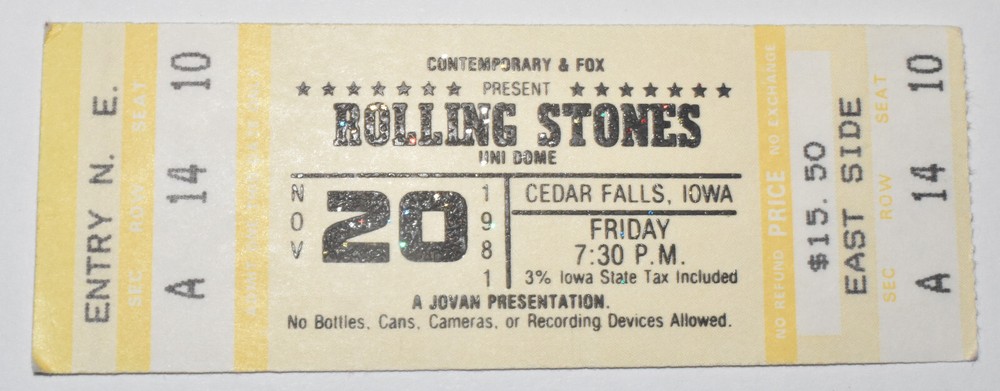 ENTRY N. E.
SEC ROW SEAT
A 14 10
CONTEMPORARY & FOX
★ ★ ★ ★ ★ ★ ★ PRESENT ★ ★ ★ ★ ★ ★ ★
ROLLING STONES
UNI DOME
NOV 20 1981
CEDAR FALLS, IOWA
FRIDAY
7:30 P.M.
3% Iowa State Tax Included
A JOVAN PRESENTATION.
No Bottles, Cans, Cameras, or Recording Devices Allowed.
NO REFUND PRICE NO EXCHANGE
$15.50
EAST SIDE
SEC ROW SEAT
A 14 10